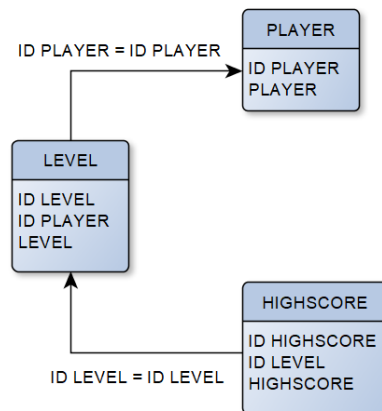 PLAYER
ID PLAYER = ID PLAYER
ID PLAYER
PLAYER
LEVEL
ID LEVEL
ID PLAYER
LEVEL
HIGHSCORE
ID HIGHSCORE
ID LEVEL
HIGHSCORE
ID LEVEL = ID LEVEL